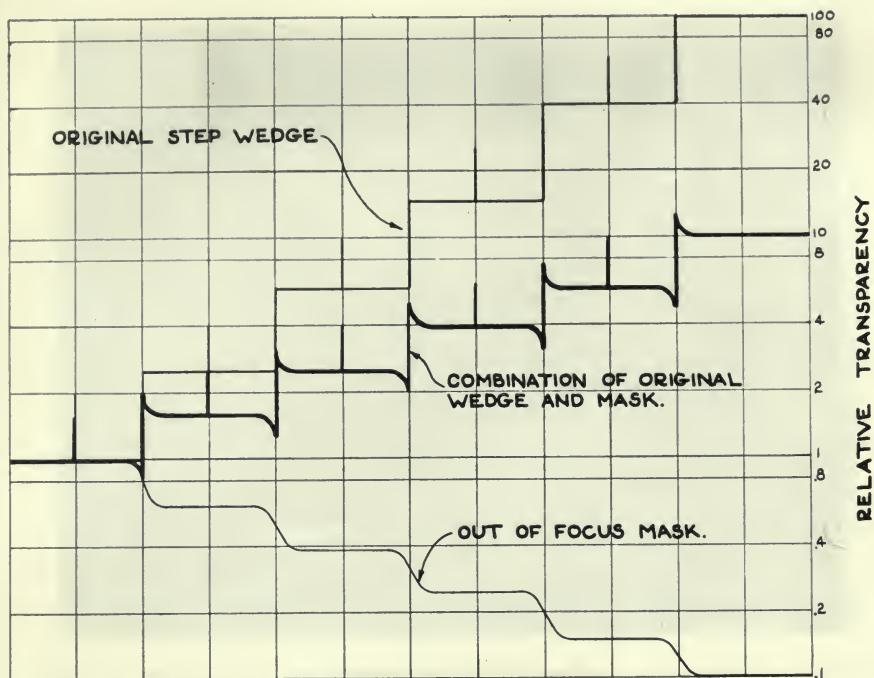 100
80
40
ORIGINAL STEP WEDGE
20
10
8
4
COMBINATION OF ORIGINAL
WEDGE AND MASK.
2
1
.8
OUT OF FOCUS MASK.
.4
.2
.1
RELATIVE TRANSPARENCY